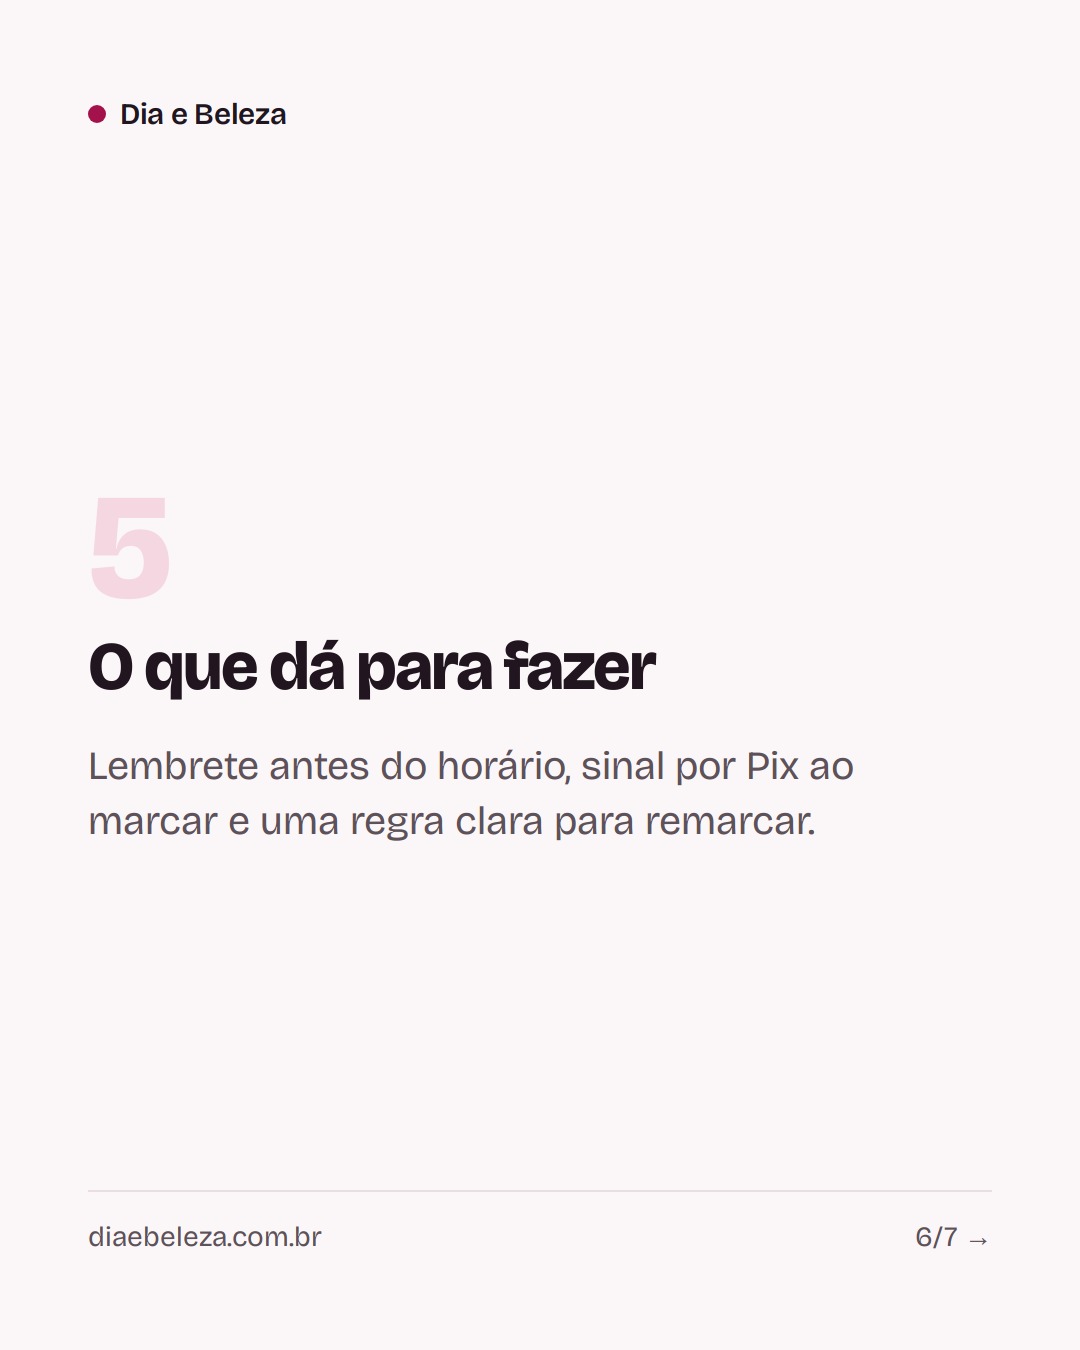 Dia e Beleza
5
O que dá para fazer
Lembrete antes do horário, sinal por Pix ao
marcar e uma regra clara para remarcar.
diaebeleza.com.br
6/7 →